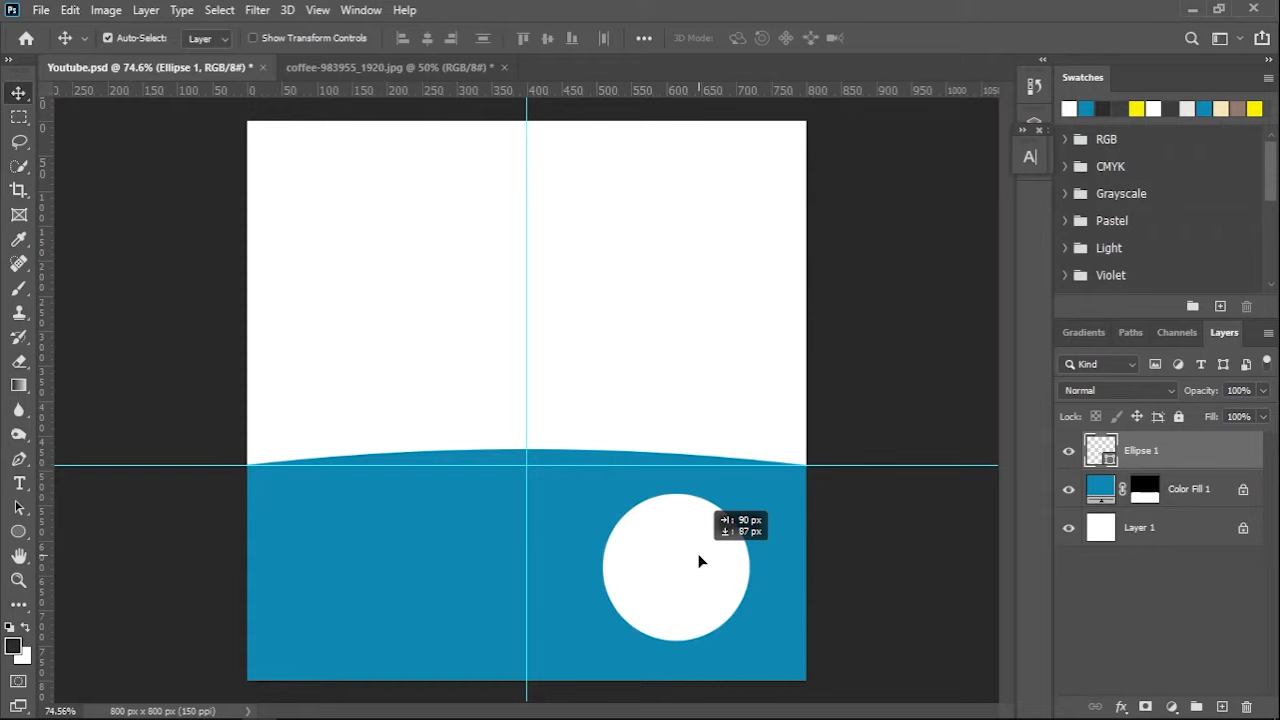 Ps File Edit Image Layer Type Select Filter 3D View Window Help
Auto-Select: Layer Show Transform Controls 3D Mode:
Youtube.psd @ 74.6% (Ellipse 1, RGB/8#) * coffee-983955_1920.jpg @ 50% (RGB/8#) *
250 200 150 100 50 0 50 100 150 200 250 300 350 400 450 500 550 600 650 700 750 800 850 900 950 1000
Swatches
RGB
CMYK
Grayscale
Pastel
Light
Violet
Gradients Paths Channels Layers
Kind
Normal Opacity: 100%
Lock: Fill: 100%
Ellipse 1
Color Fill 1
Layer 1
90 px
87 px
74.56% 800 px x 800 px (150 ppi)